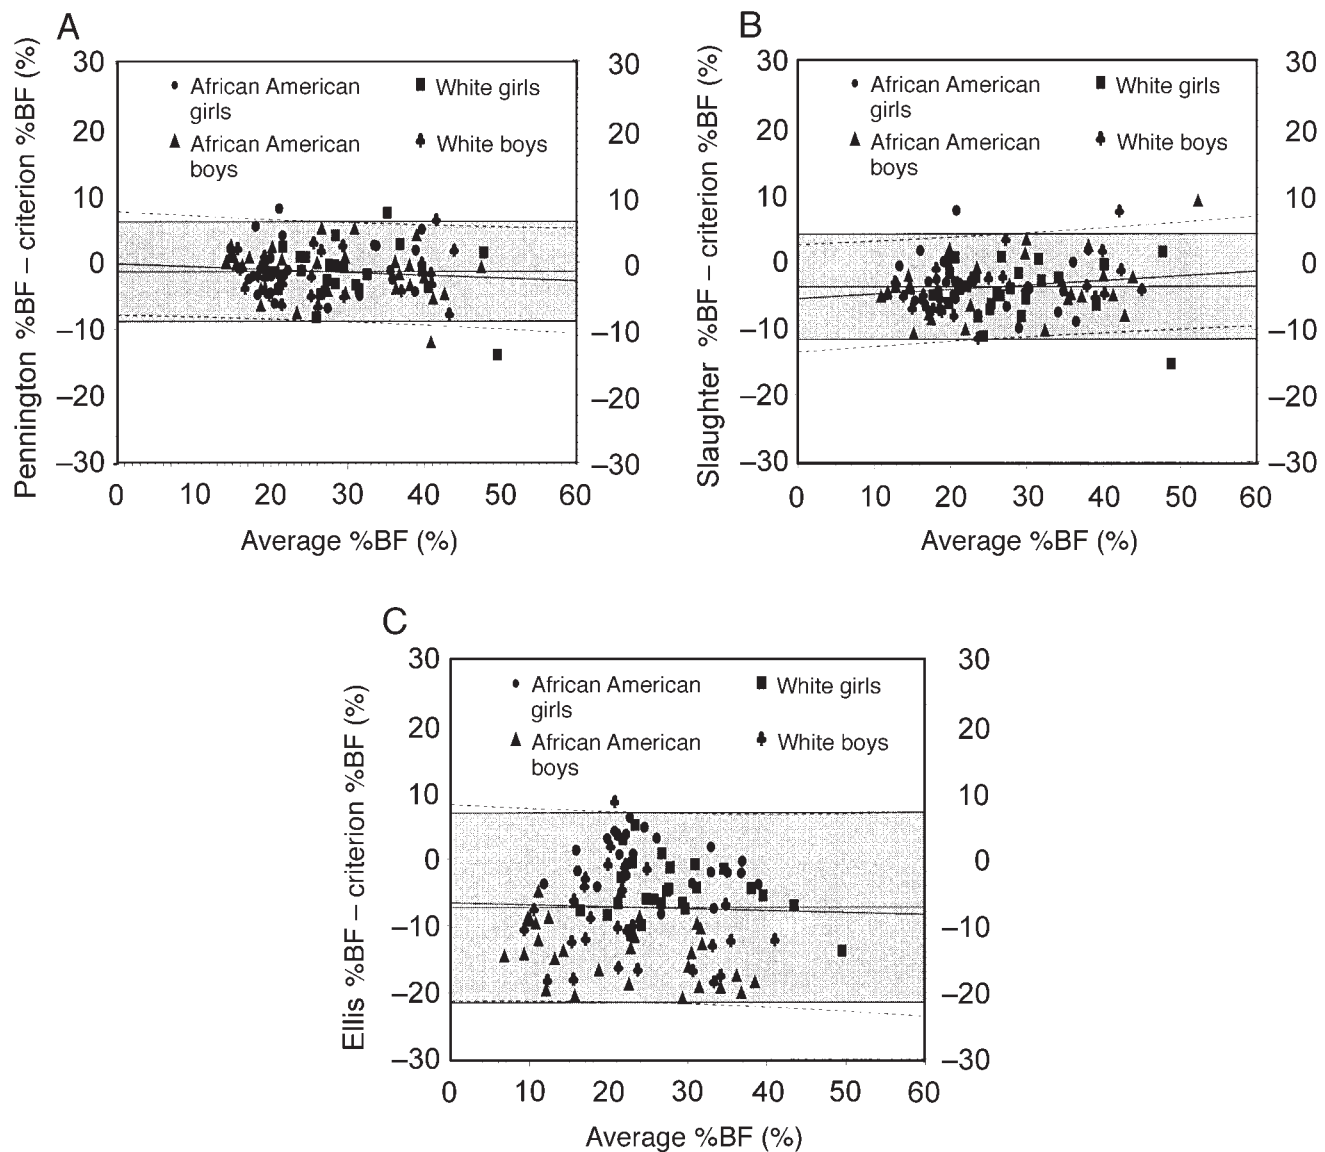 A
Pennington %BF – criterion %BF (%)
30
20
10
0
–10
–20
–30
30
20
10
0
–10
–20
–30
African American
girls
African American
boys
White girls
White boys
0 20 30 40 50 60
Average %BF (%)
B
Slaughter %BF – criterion %BF (%)
30
20
10
0
–10
–20
–30
30
20
10
0
–10
–20
–30
African American
girls
African American
boys
White girls
White boys
0 10 20 30 40 50 60
Average %BF (%)
C
Ellis %BF – criterion %BF (%)
30
20
10
0
–10
–20
–30
30
20
10
0
–10
–20
–30
African American
girls
African American
boys
White girls
White boys
0 10 20 30 40 50 60
Average %BF (%)